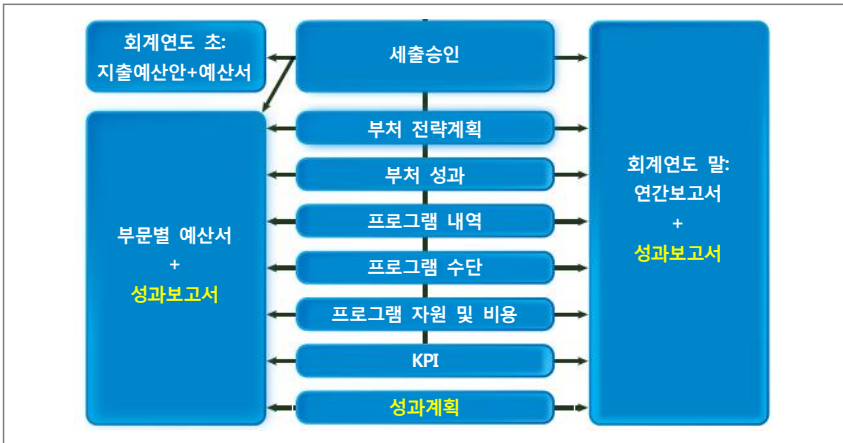 회계연도 초:
지출예산안+예산서
세출승인
부처 전략계획
부처 성과
프로그램 내역
프로그램 수단
프로그램 자원 및 비용
KPI
성과계획
부문별 예산서
+
성과보고서
회계연도 말:
연간보고서
+
성과보고서